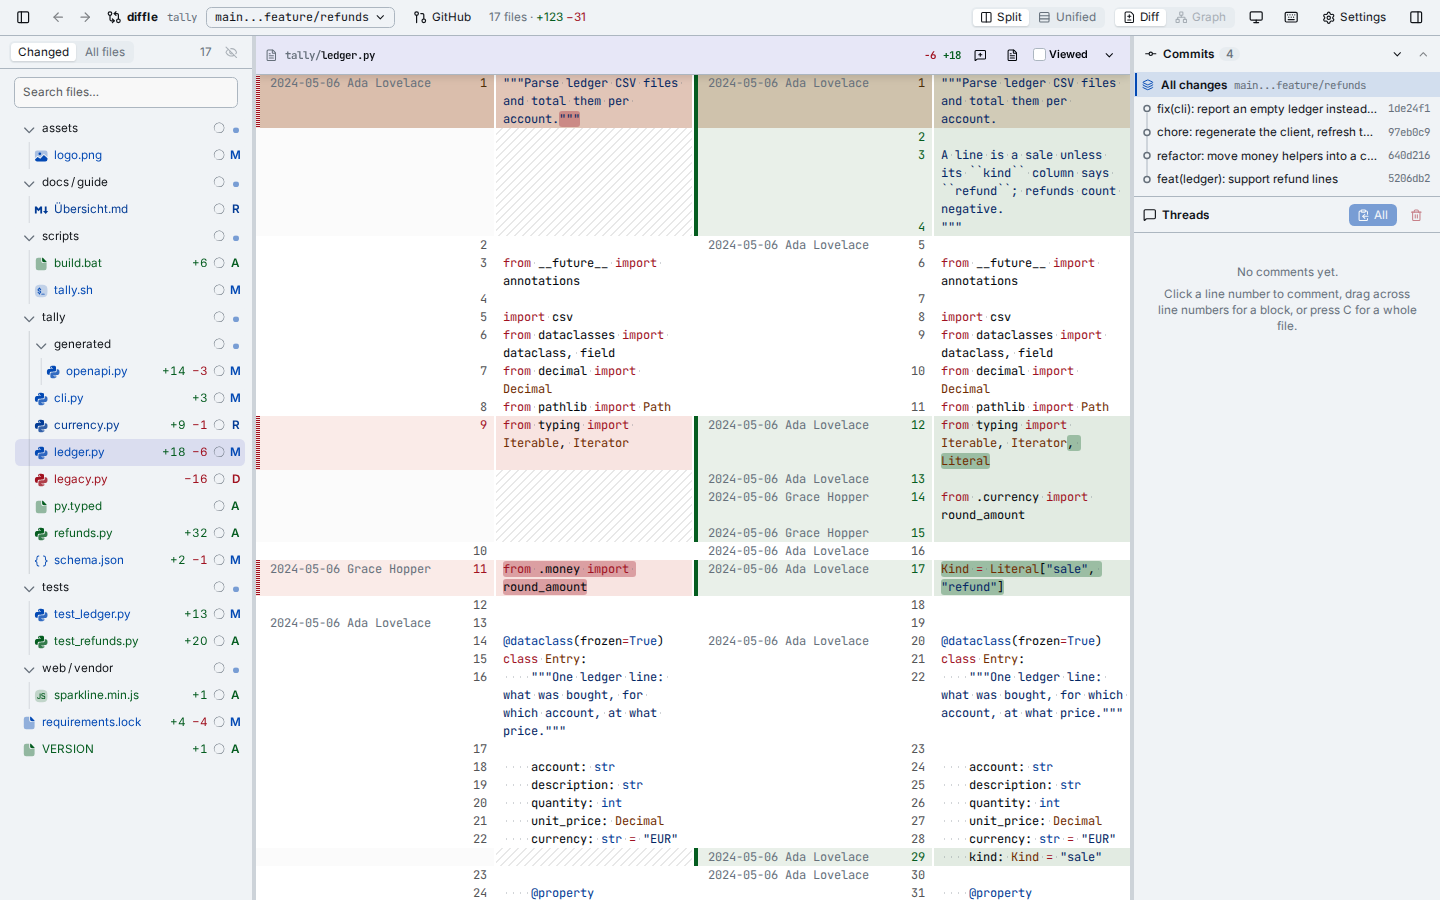 diffle tally main...feature/refunds GitHub 17 files · +123 −31 Split Unified Diff Graph Settings
Changed All files 17
Search files...
assets
logo.png M
docs/guide
Übersicht.md R
scripts
build.bat +6 A
tally.sh M
tally
generated
openapi.py +14 −3 M
cli.py +3 M
currency.py +9 −1 R
ledger.py +18 −6 M
legacy.py −16 D
py.typed A
refunds.py +32 A
schema.json +2 −1 M
tests
test_ledger.py +13 M
test_refunds.py +20 A
web/vendor
sparkline.min.js +1 A
requirements.lock +4 −4 M
VERSION +1 A
tally/ledger.py -6 +18 Viewed
2024-05-06 Ada Lovelace 1 """Parse ledger CSV files
and total them per
account."""
2
3 from __future__ import
annotations
4
5 import csv
6 from dataclasses import
dataclass, field
7 from decimal import
Decimal
8 from pathlib import Path
9 from typing import
Iterable, Iterator
10
2024-05-06 Grace Hopper 11 from .money import
round_amount
12
2024-05-06 Ada Lovelace 13
14 @dataclass(frozen=True)
15 class Entry:
16 """One ledger line:
what was bought, for
which account, at what
price."""
17
18 account: str
19 description: str
20 quantity: int
21 unit_price: Decimal
22 currency: str = "EUR"
23
24 @property
2024-05-06 Ada Lovelace 1 """Parse ledger CSV files
and total them per
account.
2
3 A line is a sale unless
its ``kind`` column says
``refund``; refunds count
negative.
4 """
2024-05-06 Ada Lovelace 5
6 from __future__ import
annotations
7
8 import csv
9 from dataclasses import
dataclass, field
10 from decimal import
Decimal
11 from pathlib import Path
2024-05-06 Ada Lovelace 12 from typing import
Iterable, Iterator,
Literal
2024-05-06 Ada Lovelace 13
2024-05-06 Grace Hopper 14 from .currency import
round_amount
2024-05-06 Grace Hopper 15
2024-05-06 Ada Lovelace 16
2024-05-06 Ada Lovelace 17 Kind = Literal["sale",
"refund"]
18
19
2024-05-06 Ada Lovelace 20 @dataclass(frozen=True)
21 class Entry:
22 """One ledger line:
what was bought, for which
account, at what price."""
23
24 account: str
25 description: str
26 quantity: int
27 unit_price: Decimal
28 currency: str = "EUR"
2024-05-06 Ada Lovelace 29 kind: Kind = "sale"
2024-05-06 Ada Lovelace 30
31 @property
Commits 4
All changes main...feature/refunds
fix(cli): report an empty ledger instead... 1de24f1
chore: regenerate the client, refresh t... 97eb0c9
refactor: move money helpers into a c... 640d216
feat(ledger): support refund lines 5206db2
Threads All
No comments yet.
Click a line number to comment, drag across
line numbers for a block, or press C for a whole
file.